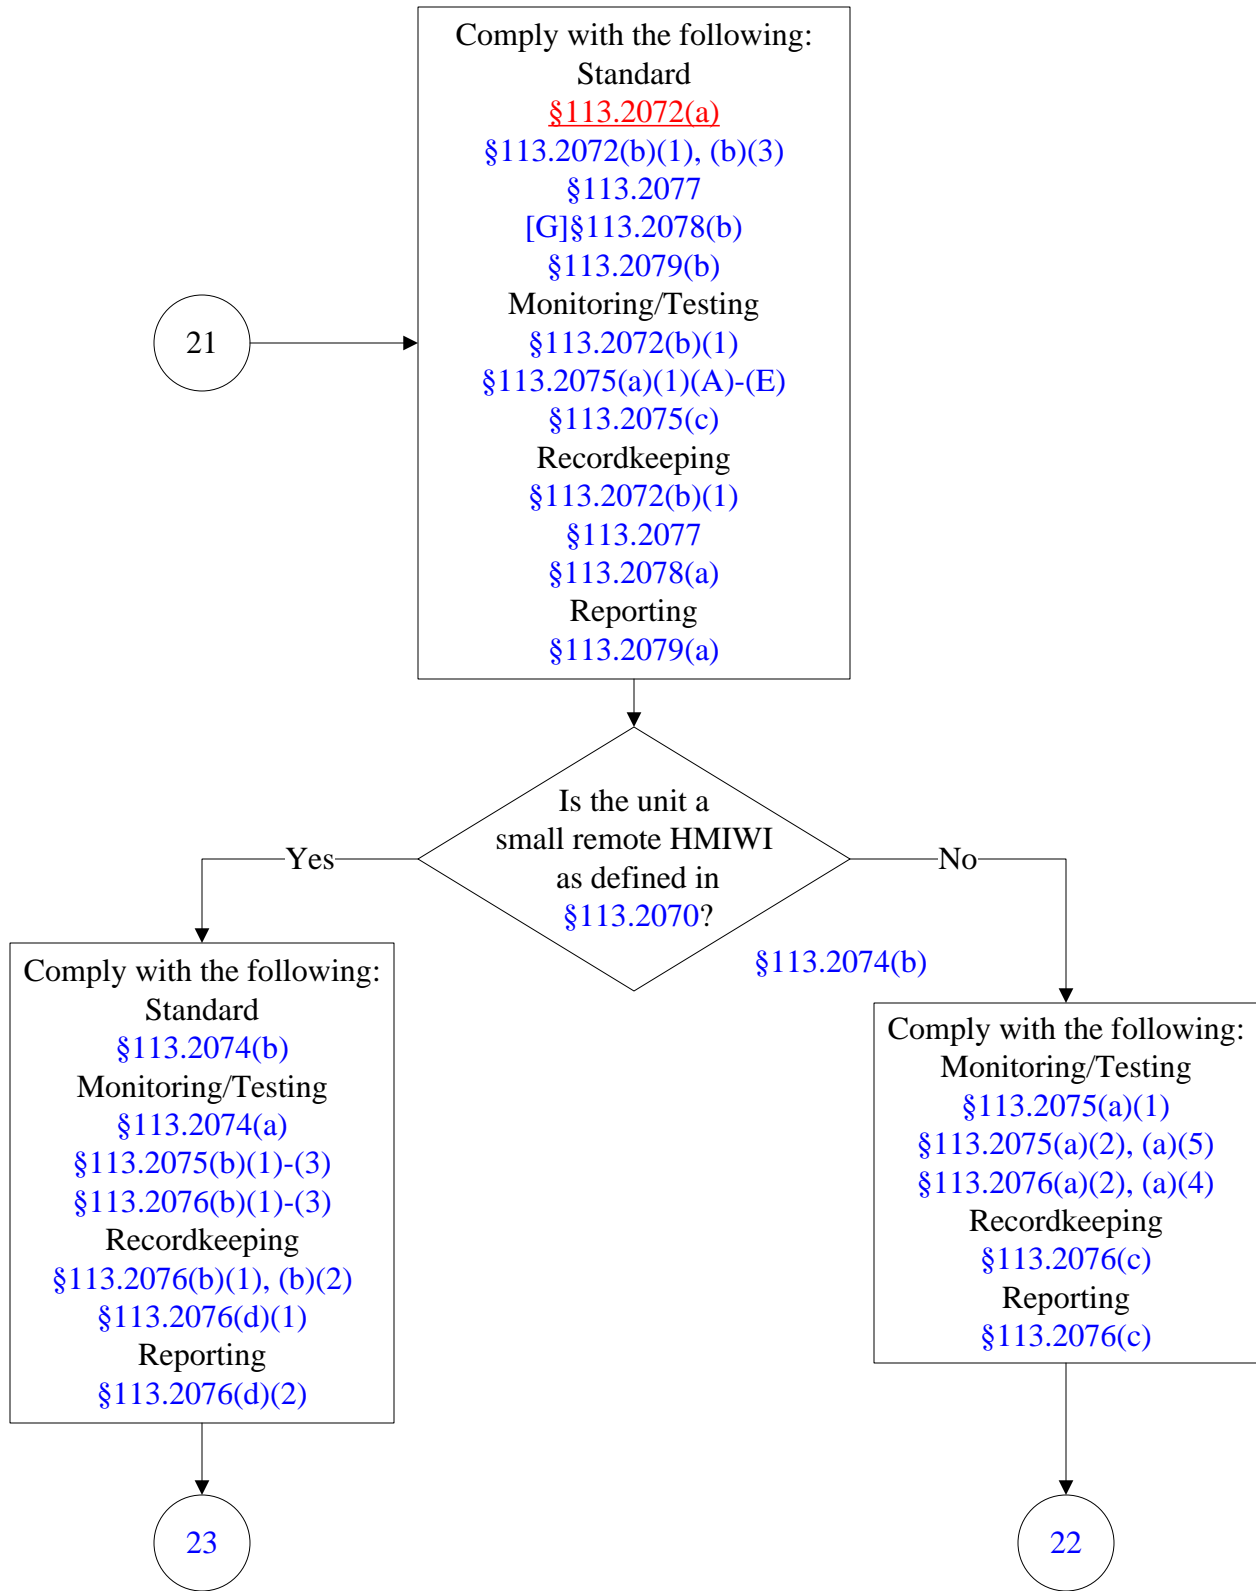 Comply with the following:
Standard
§113.2072(a)
§113.2072(b)(1), (b)(3)
§113.2077
[G]§113.2078(b)
§113.2079(b)
Monitoring/Testing
§113.2072(b)(1)
§113.2075(a)(1)(A)-(E)
§113.2075(c)
Recordkeeping
§113.2072(b)(1)
§113.2077
§113.2078(a)
Reporting
§113.2079(a)
21
Is the unit a
small remote HMIWI
as defined in
§113.2070?
Yes
No
§113.2074(b)
Comply with the following:
Standard
§113.2074(b)
Monitoring/Testing
§113.2074(a)
§113.2075(b)(1)-(3)
§113.2076(b)(1)-(3)
Recordkeeping
§113.2076(b)(1), (b)(2)
§113.2076(d)(1)
Reporting
§113.2076(d)(2)
Comply with the following:
Monitoring/Testing
§113.2075(a)(1)
§113.2075(a)(2), (a)(5)
§113.2076(a)(2), (a)(4)
Recordkeeping
§113.2076(c)
Reporting
§113.2076(c)
23
22